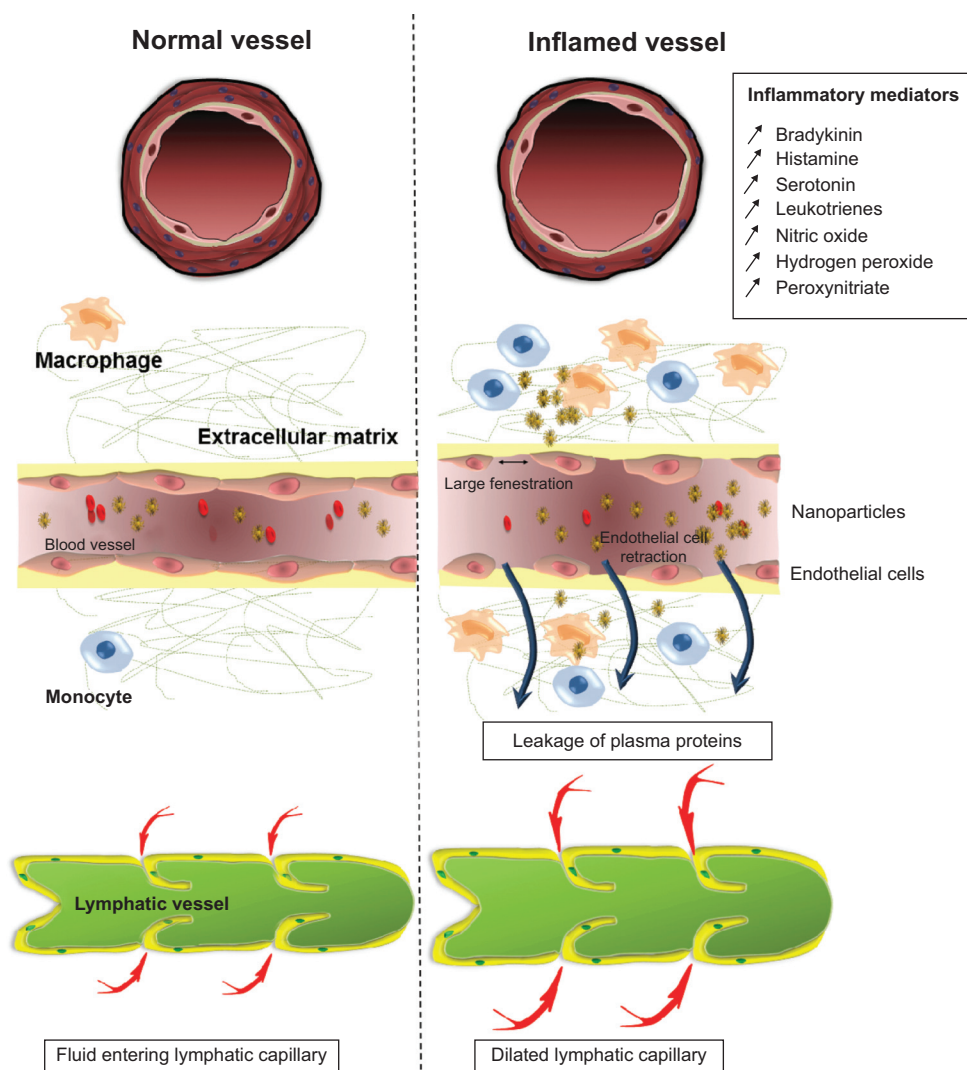 Normal vessel
Inflamed vessel
Inflammatory mediators
Bradykinin
Histamine
Serotonin
Leukotrienes
Nitric oxide
Hydrogen peroxide
Peroxynitriate
Macrophage
Extracellular matrix
Blood vessel
Monocyte
Large fenestration
Endothelial cell
retraction
Nanoparticles
Endothelial cells
Leakage of plasma proteins
Lymphatic vessel
Fluid entering lymphatic capillary
Dilated lymphatic capillary